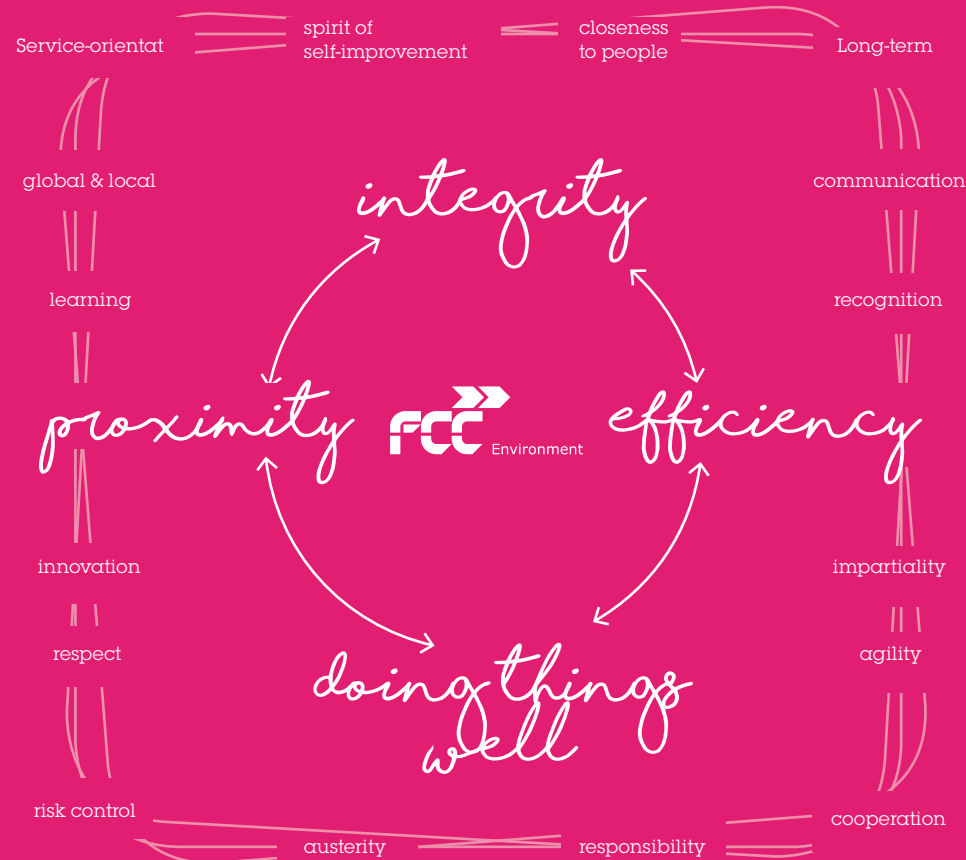 Service-orientat
spirit of
self-improvement
closeness
to people
Long-term
global & local
integrity
communication
learning
recognition
proximity
FCC
Environment
efficiency
innovation
impartiality
respect
doing things
well
agility
risk control
austerity
responsibility
cooperation